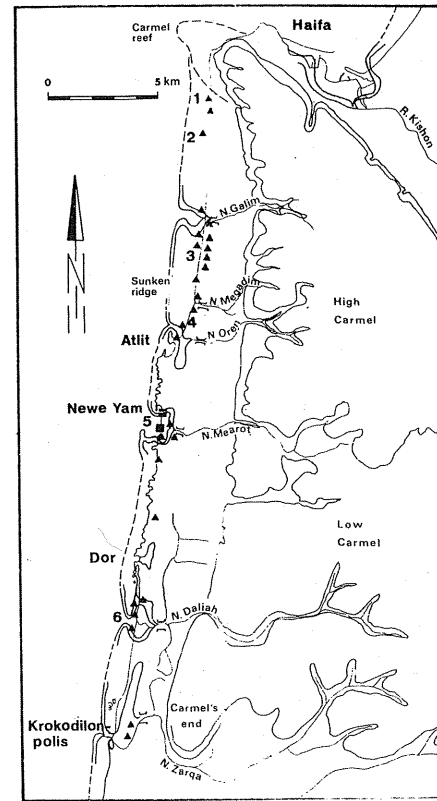 Haifa
Carmel
reef
0
5 km
1
2
R. Kishon
N. Galim
3
Sunken
ridge
N. Megadim
High
Carmel
4
N. Oren
Atlit
Newe Yam
5
N. Mearot
Low
Carmel
Dor
6
N. Daliah
Carmel's
end
Krokodilon-
polis
N. Zarqa